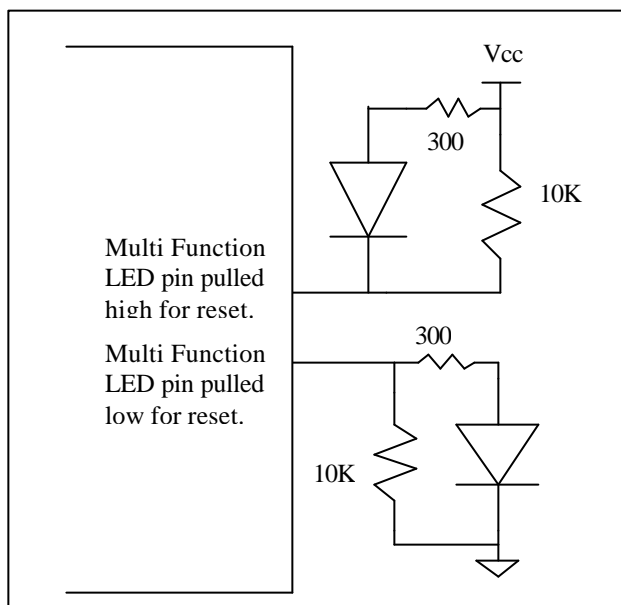 Vcc
300
10K
Multi Function
LED pin pulled
high for reset.
300
Multi Function
LED pin pulled
low for reset.
10K